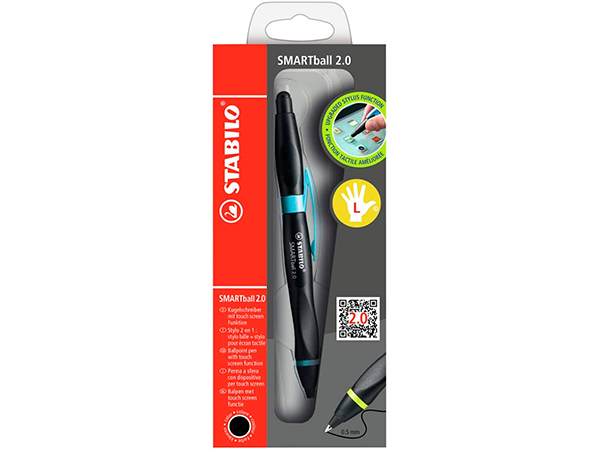 SMARTball 2.0
UPGRADED STYLUS FUNCTION
FONCTION TACTILE AMÉLIORÉE
STABILO
L
STABILO
SMARTball 2.0
2.0
SMARTball 2.0
Kugelschreiber
mit touch screen
Funktion
Stylo 2 en 1 :
stylo bille + stylo
pour écran tactile
Ballpoint pen
with touch
screen function
Penna a sfera
con dispositivo
per touch screen
Balpen met
touch screen
functie
0.5 mm